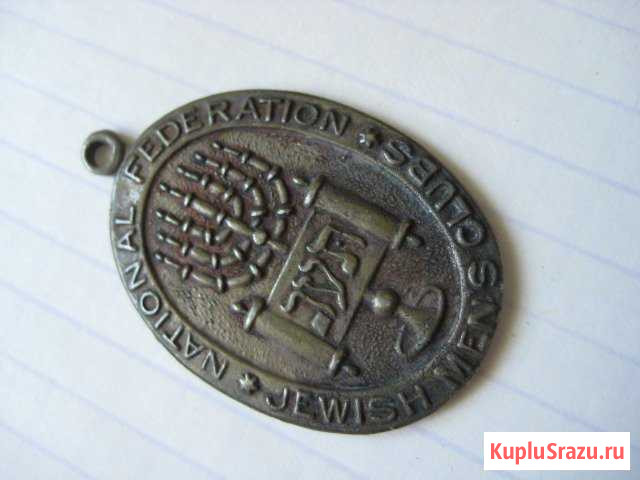 NATIONAL FEDERATION * JEWISH MEN'S CLUBS *
KupluSrazu.ru